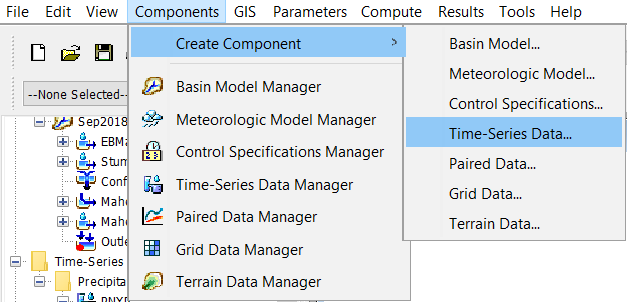 File Edit View Components GIS Parameters Compute Results Tools Help
Create Component
Basin Model...
Meteorologic Model...
Control Specifications...
Time-Series Data...
Paired Data...
Grid Data...
Terrain Data...
Basin Model Manager
Meteorologic Model Manager
Control Specifications Manager
Time-Series Data Manager
Paired Data Manager
Grid Data Manager
Terrain Data Manager
--None Selected--
Sep2018
EBMa
Stum
Conf
Maho
Maho
Outle
Time-Series
Precipita